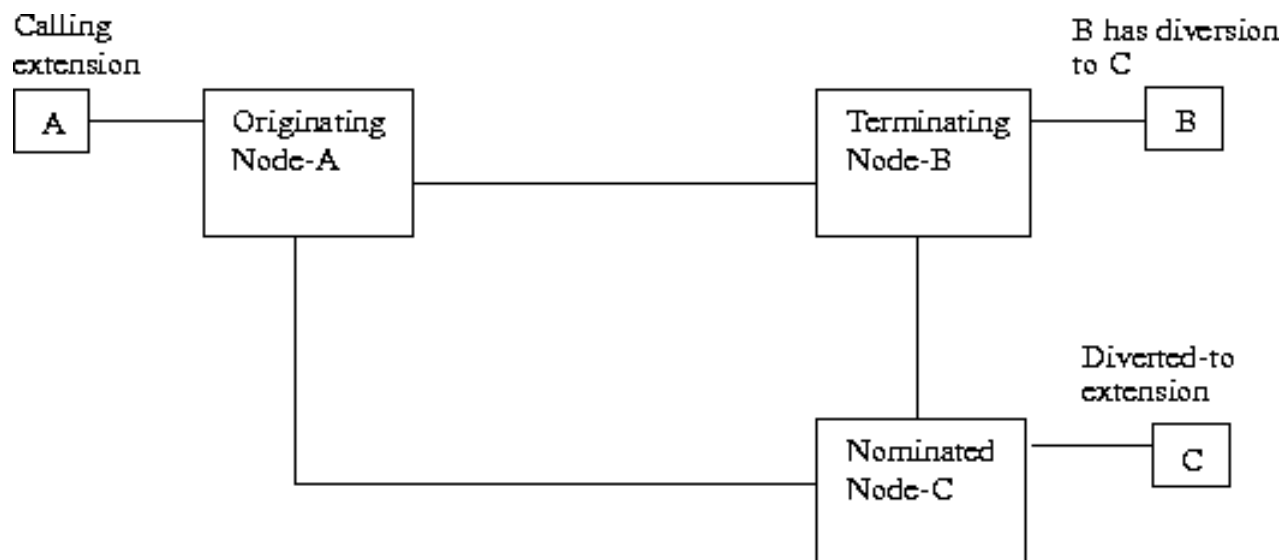 Calling
extension
A
Originating
Node-A
Terminating
Node-B
B has diversion
to C
B
Nominated
Node-C
Diverted-to
extension
C